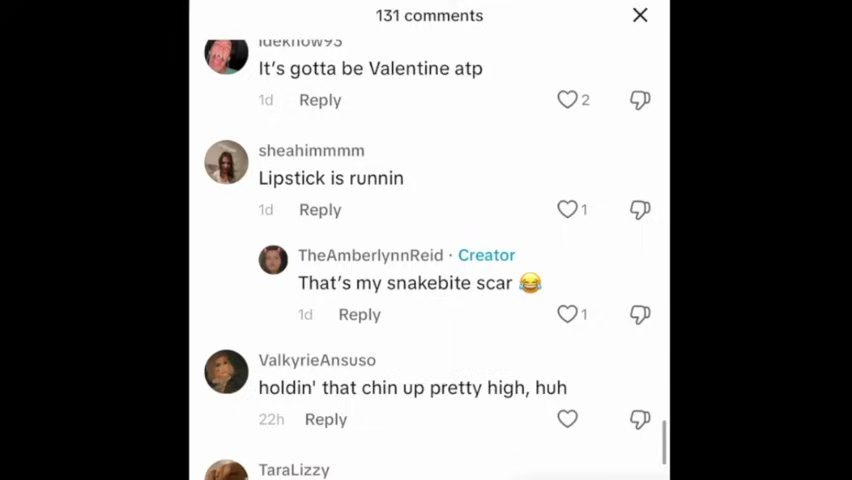 131 comments
ideknow93
It's gotta be Valentine atp
1d Reply 2
sheahimmmm
Lipstick is runnin
1d Reply 1
TheAmberlynnReid · Creator
That's my snakebite scar 😂
1d Reply 1
ValkyrieAnsuso
holdin' that chin up pretty high, huh
22h Reply
TaraLizzy